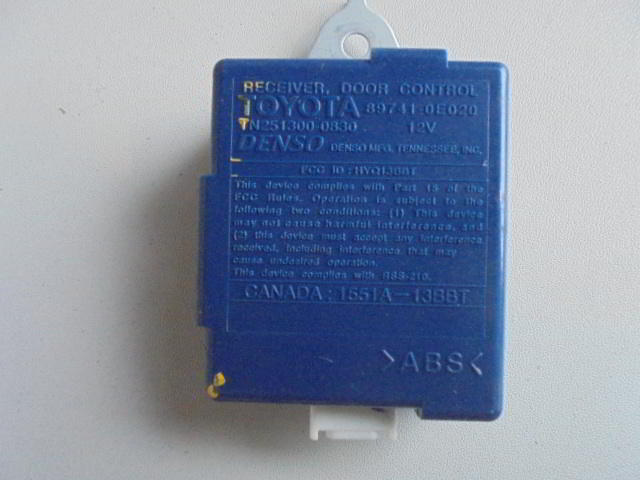 RECEIVER, DOOR CONTROL
TOYOTA 89741-0E020
TN251300-0830 12V
DENSO DENSO MFG. TENNESSEE, INC.
FCC ID : HYQ13BBT
This device complies with Part 15 of the
FCC Rules. Operation is subject to the
following two conditions: (1) This device
may not cause harmful interference, and
(2) this device must accept any interference
received, including interference that may
cause undesired operation.
This device complies with RSS-210.
CANADA : 1551A-13BBT
>ABS<